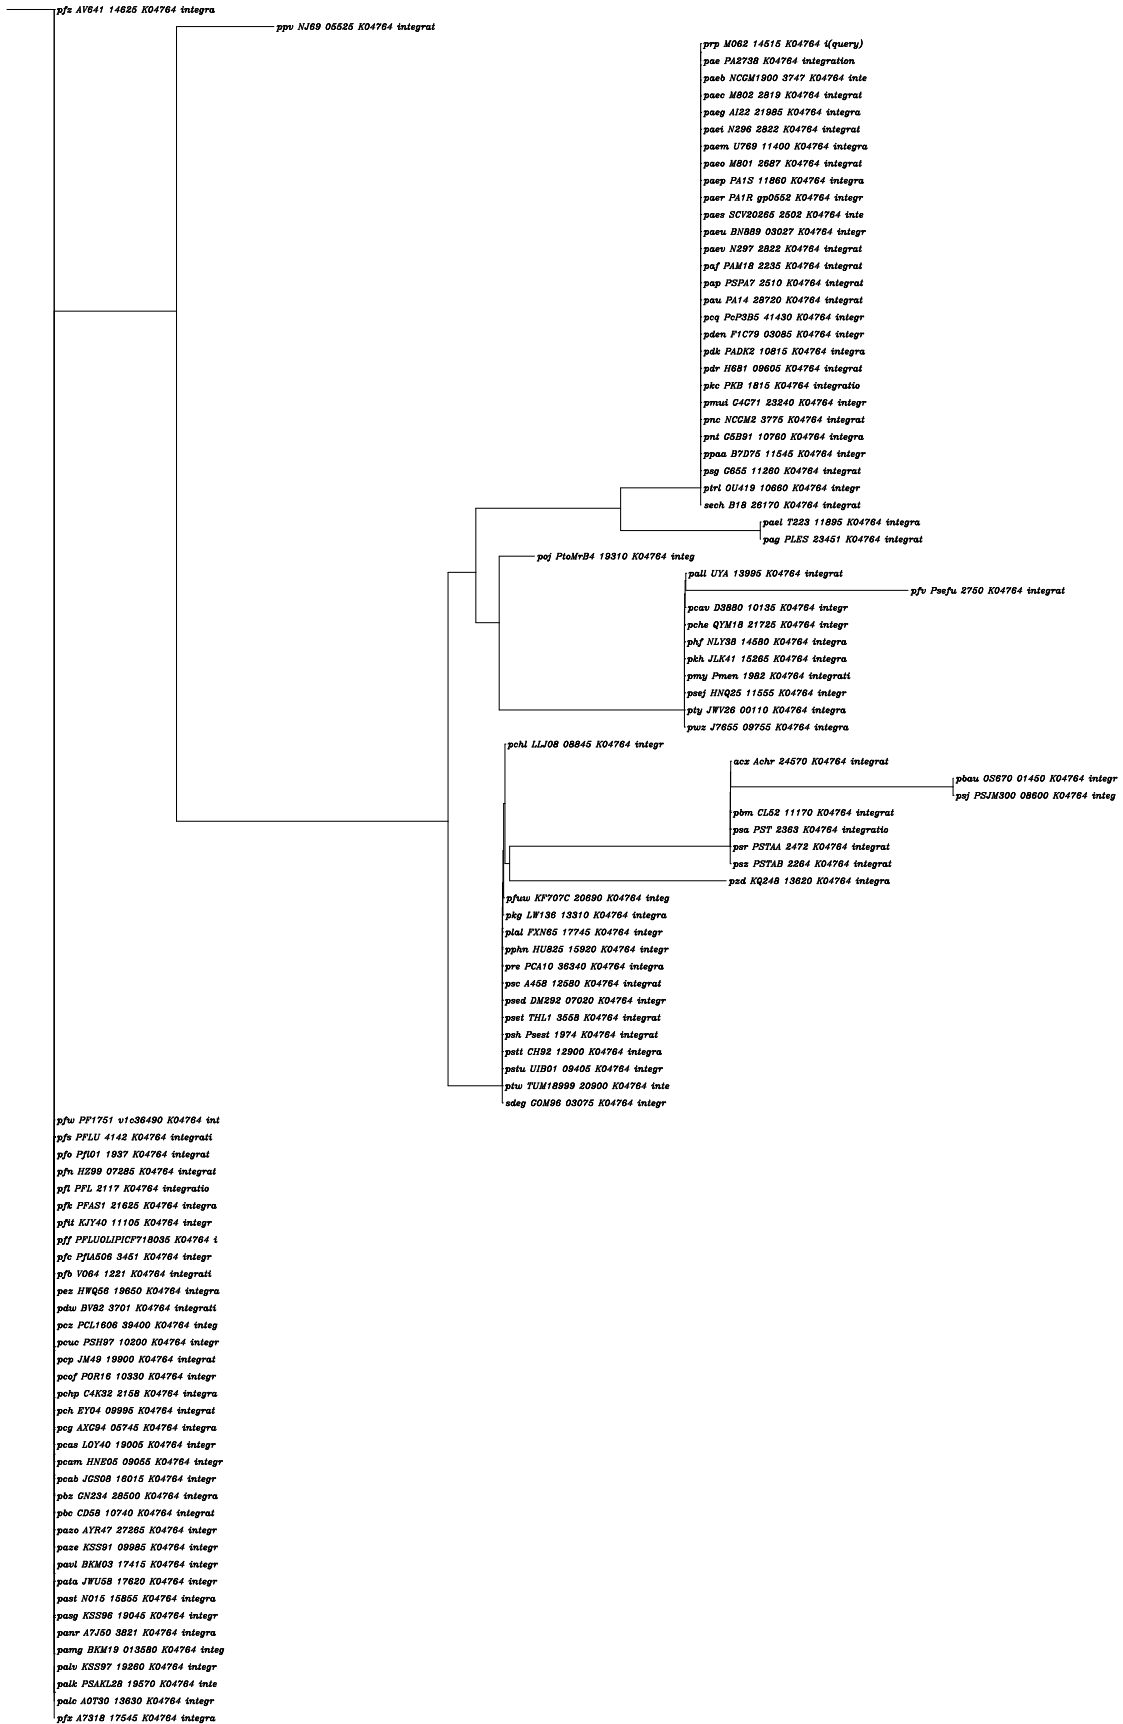 pfz AV641 14625 K04764 integra
ppv NJ69 05525 K04764 integrat
prp M062 14515 K04764 i(query)
pae PA2738 K04764 integration
paeb NCGM1900 3747 K04764 inte
paec M802 2819 K04764 integrat
paeg AI22 21985 K04764 integra
paei N296 2822 K04764 integrat
paem U769 11400 K04764 integra
paeo M801 2687 K04764 integrat
paep PA1S 11860 K04764 integra
paer PA1R gp0552 K04764 integr
paes SCV20265 2502 K04764 inte
paeu BN889 03027 K04764 integr
paev N297 2822 K04764 integrat
paf PAM18 2235 K04764 integrat
pap PSPA7 2510 K04764 integrat
pau PA14 28720 K04764 integrat
pcq PcP3B5 41430 K04764 integr
pden F1C79 03085 K04764 integr
pdk PADK2 10815 K04764 integra
pdr H681 09605 K04764 integrat
pkc PKB 1815 K04764 integratio
pmui G4G71 23240 K04764 integr
pnc NCGM2 3775 K04764 integrat
pnt G5B91 10760 K04764 integra
ppaa B7D75 11545 K04764 integr
psg G655 11260 K04764 integrat
ptrl OU419 10660 K04764 integr
sech B18 26170 K04764 integrat
pael T223 11895 K04764 integra
pag PLES 23451 K04764 integrat
poj PtoMrB4 19310 K04764 integ
pall UYA 13995 K04764 integrat
pfv Psefu 2750 K04764 integrat
pcav D3880 10135 K04764 integr
pche QYM18 21725 K04764 integr
phf NLY38 14580 K04764 integra
pkh JLK41 15265 K04764 integra
pmy Pmen 1982 K04764 integrati
psej HNQ25 11555 K04764 integr
pty JWV26 00110 K04764 integra
pwz J7655 09755 K04764 integra
pchl LLJ08 08845 K04764 integr
acx Achr 24570 K04764 integrat
pbau OS670 01450 K04764 integr
psj PSJM300 08600 K04764 integ
pbm CL52 11170 K04764 integrat
psa PST 2363 K04764 integratio
psr PSTAA 2472 K04764 integrat
psz PSTAB 2264 K04764 integrat
pzd KQ248 13620 K04764 integra
pfuw KF707C 20690 K04764 integ
pkg LW136 13310 K04764 integra
plal FXN65 17745 K04764 integr
pphn HU825 15920 K04764 integr
pre PCA10 36340 K04764 integra
psc A458 12580 K04764 integrat
psed DM292 07020 K04764 integr
pset THL1 3558 K04764 integrat
psh Psest 1974 K04764 integrat
pstt CH92 12900 K04764 integra
pstu UIB01 09405 K04764 integr
ptw TUM18999 20900 K04764 inte
sdeg GOM96 03075 K04764 integr
pfw PF1751 v1c36490 K04764 int
pfs PFLU 4142 K04764 integrati
pfo Pfl01 1937 K04764 integrat
pfn HZ99 07285 K04764 integrat
pfl PFL 2117 K04764 integratio
pfk PFAS1 21625 K04764 integra
pfit KJY40 11105 K04764 integr
pff PFLUOLIPICF718035 K04764 i
pfc PflA506 3451 K04764 integr
pfb VO64 1221 K04764 integrati
pez HWQ56 19650 K04764 integra
pdw BV82 3701 K04764 integrati
pcz PCL1606 39400 K04764 integ
pcuc PSH97 10200 K04764 integr
pcp JM49 19900 K04764 integrat
pcof POR16 10330 K04764 integr
pchp C4K32 2158 K04764 integra
pch EY04 09995 K04764 integrat
pcg AXG94 05745 K04764 integra
pcas LOY40 19005 K04764 integr
pcam HNE05 09055 K04764 integr
pcab JGS08 16015 K04764 integr
pbz GN234 28500 K04764 integra
pbc CD58 10740 K04764 integrat
pazo AYR47 27265 K04764 integr
paze KSS91 09985 K04764 integr
pavl BKM03 17415 K04764 integr
pata JWU58 17620 K04764 integr
past N015 15855 K04764 integra
pasg KSS96 19045 K04764 integr
panr A7J50 3821 K04764 integra
pamg BKM19 013580 K04764 integ
palv KSS97 19260 K04764 integr
palk PSAKL28 19570 K04764 inte
palc A0T30 13630 K04764 integr
pfx A7318 17545 K04764 integra